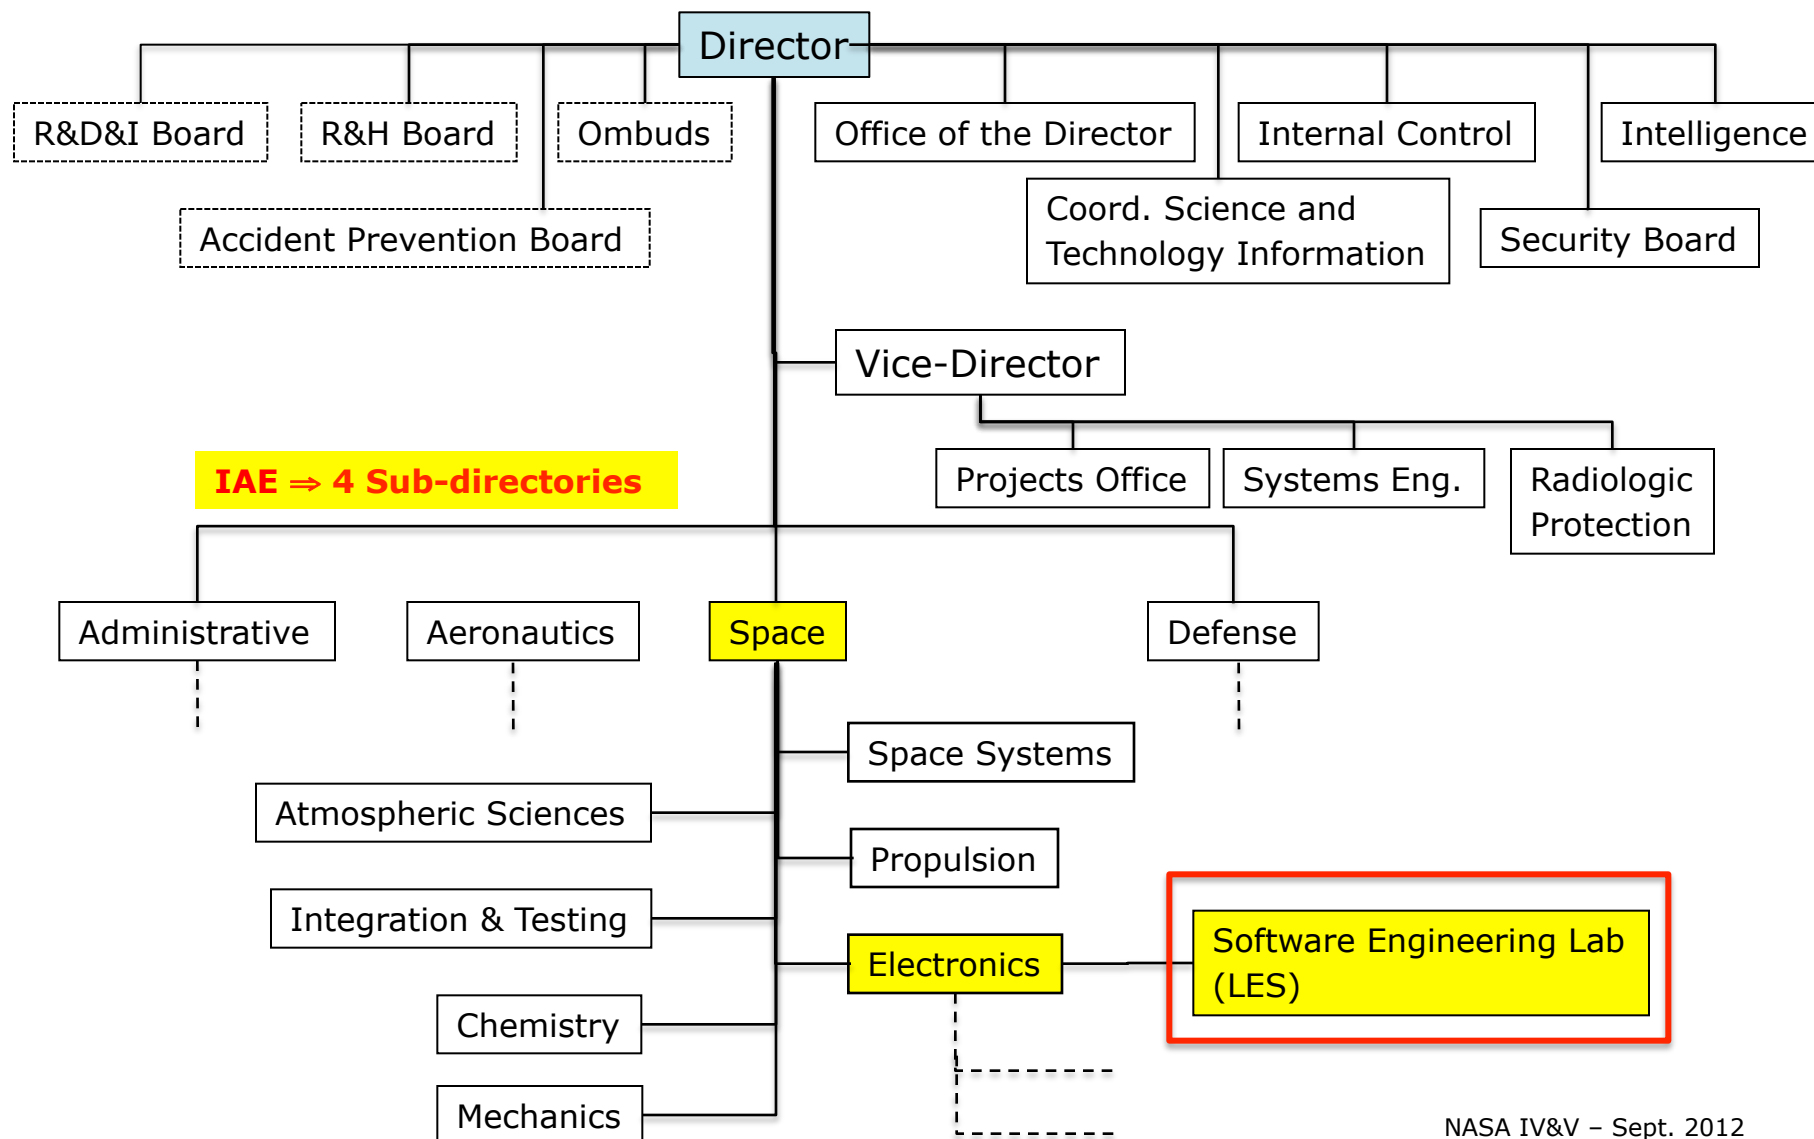 Director
R&D&I Board
R&H Board
Ombuds
Office of the Director
Internal Control
Intelligence
Accident Prevention Board
Coord. Science and
Technology Information
Security Board
Vice-Director
IAE ⇒ 4 Sub-directories
Projects Office
Systems Eng.
Radiologic
Protection
Administrative
Aeronautics
Space
Defense
Space Systems
Atmospheric Sciences
Propulsion
Integration & Testing
Electronics
Software Engineering Lab
(LES)
Chemistry
Mechanics
NASA IV&V – Sept. 2012